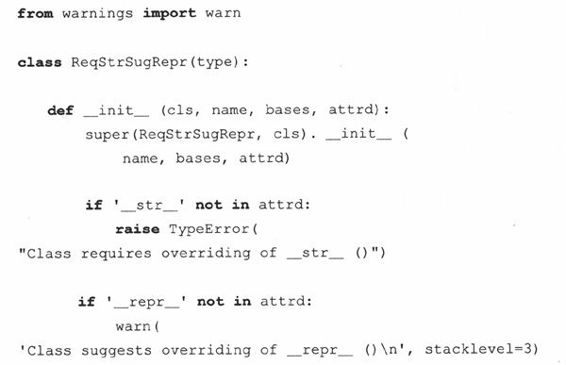 from warnings import warn
class ReqStrSugRepr(type):
def __init__ (cls, name, bases, attrd):
super(ReqStrSugRepr, cls). __init__ (
name, bases, attrd)
if '__str__' not in attrd:
raise TypeError(
"Class requires overriding of __str__ ()")
if '__repr__' not in attrd:
warn(
'Class suggests overriding of __repr__ ()\n', stacklevel=3)